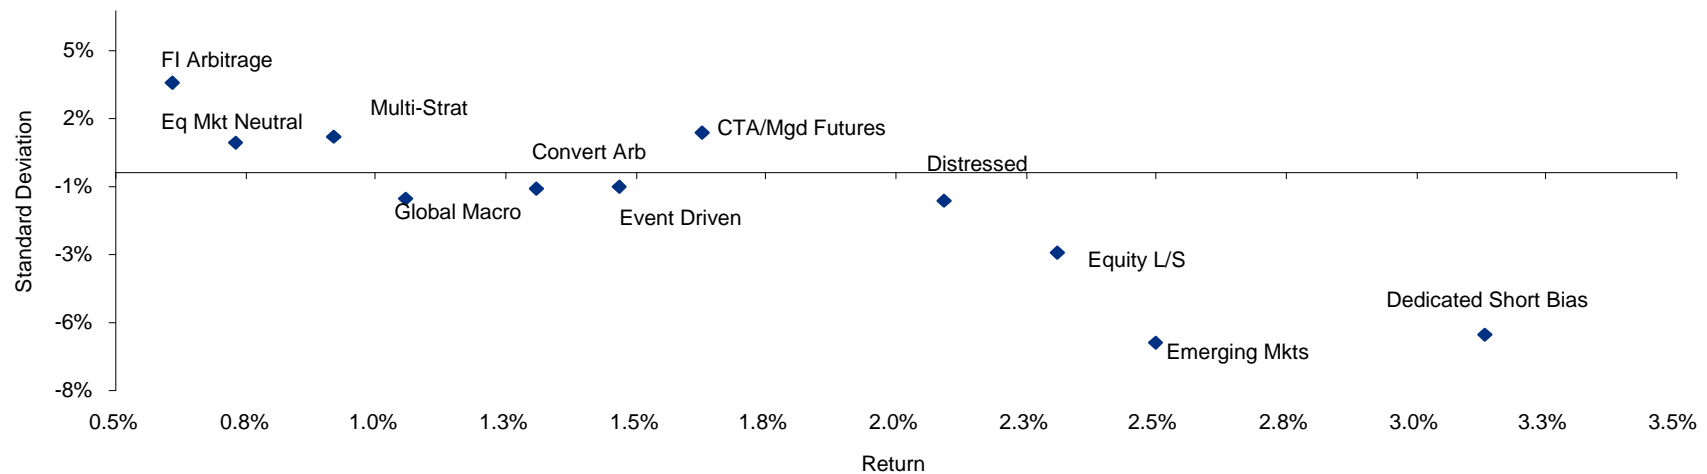 5%
FI Arbitrage
Multi-Strat
2%
Eq Mkt Neutral
CTA/Mgd Futures
Convert Arb
Distressed
Standard Deviation
-1%
Global Macro
Event Driven
-3%
Equity L/S
Dedicated Short Bias
-6%
Emerging Mkts
-8%
0.5% 0.8% 1.0% 1.3% 1.5% 1.8% 2.0% 2.3% 2.5% 2.8% 3.0% 3.3% 3.5%
Return